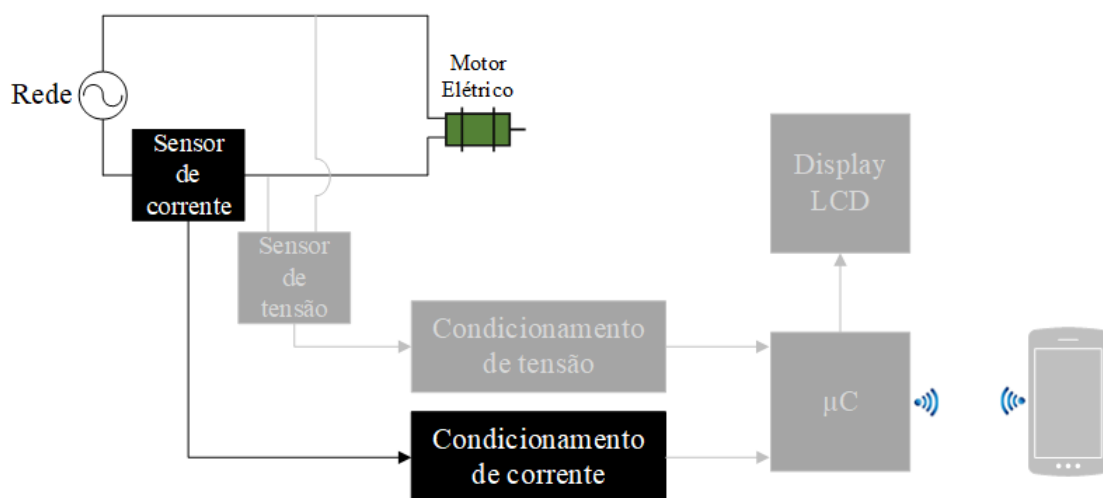 Rede
Motor
Elétrico
Sensor
de
corrente
Sensor
de
tensão
Condicionamento
de tensão
Condicionamento
de corrente
Display
LCD
μC